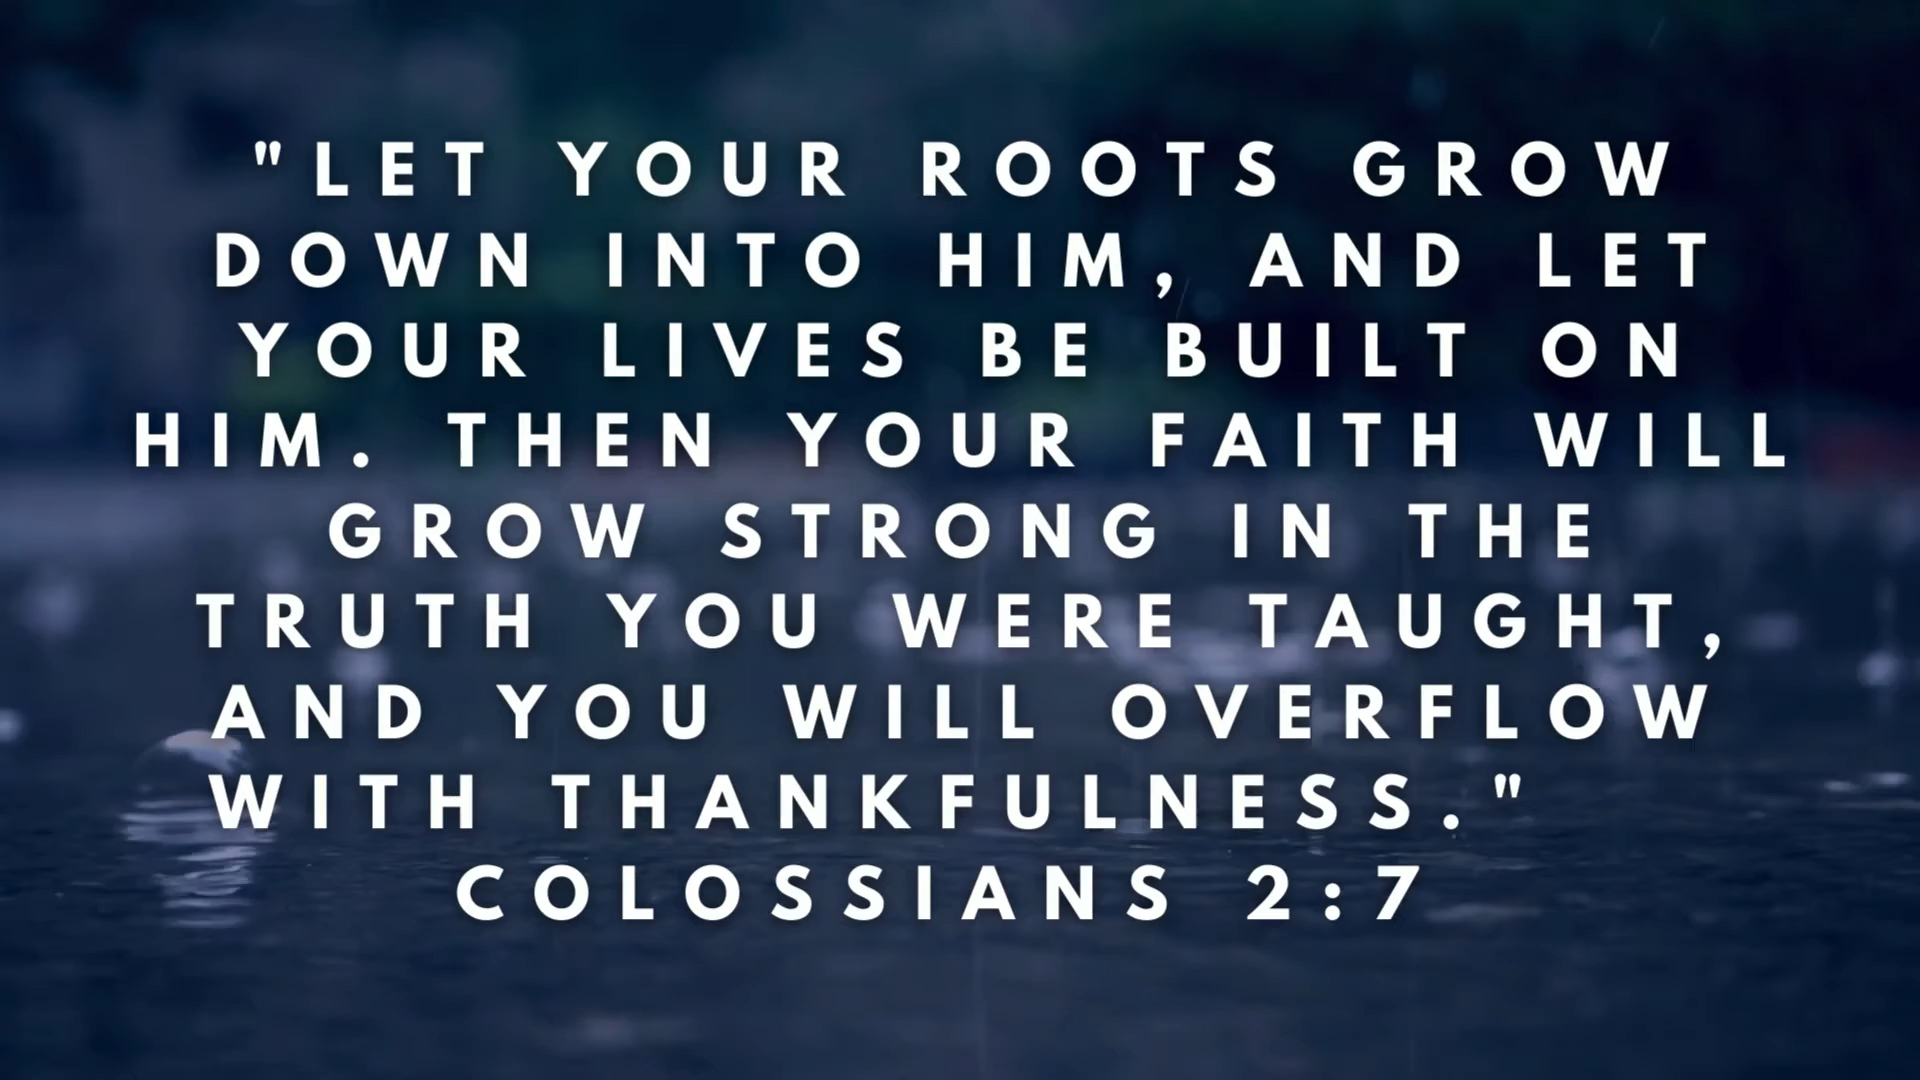 "LET YOUR ROOTS GROW
DOWN INTO HIM, AND LET
YOUR LIVES BE BUILT ON
HIM. THEN YOUR FAITH WILL
GROW STRONG IN THE
TRUTH YOU WERE TAUGHT,
AND YOU WILL OVERFLOW
WITH THANKFULNESS."
COLOSSIANS 2:7